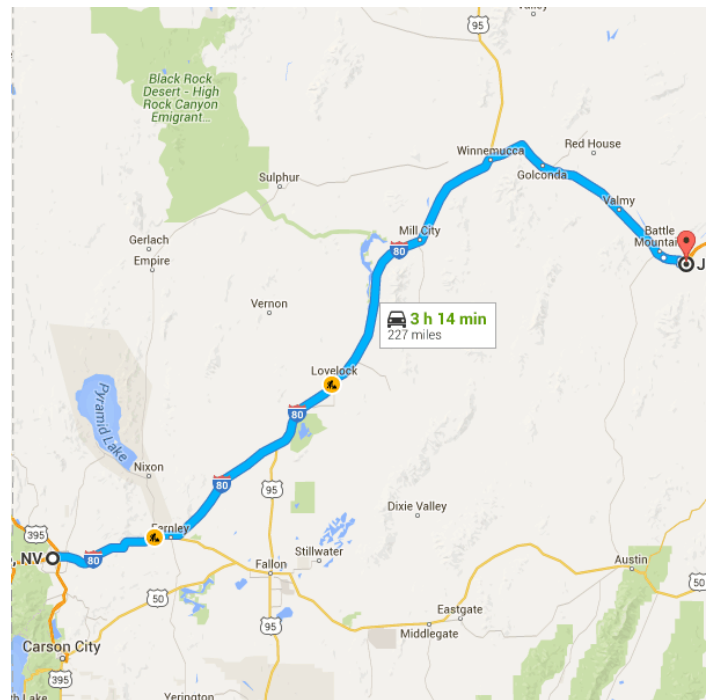 Valley
95
Black Rock
Desert - High
Rock Canyon
Emigrant...
Winnemucca
Red House
Golconda
Sulphur
Valmy
Mill City
Battle
Mountain
80
J
Gerlach
Empire
Vernon
3 h 14 min
227 miles
Lovelock
80
Pyramid Lake
Nixon
80
95
Dixie Valley
395
Fernley
, NV
80
Stillwater
Fallon
Austin
50
50
Eastgate
95
Middlegate
Carson City
395
Yerington
Lake